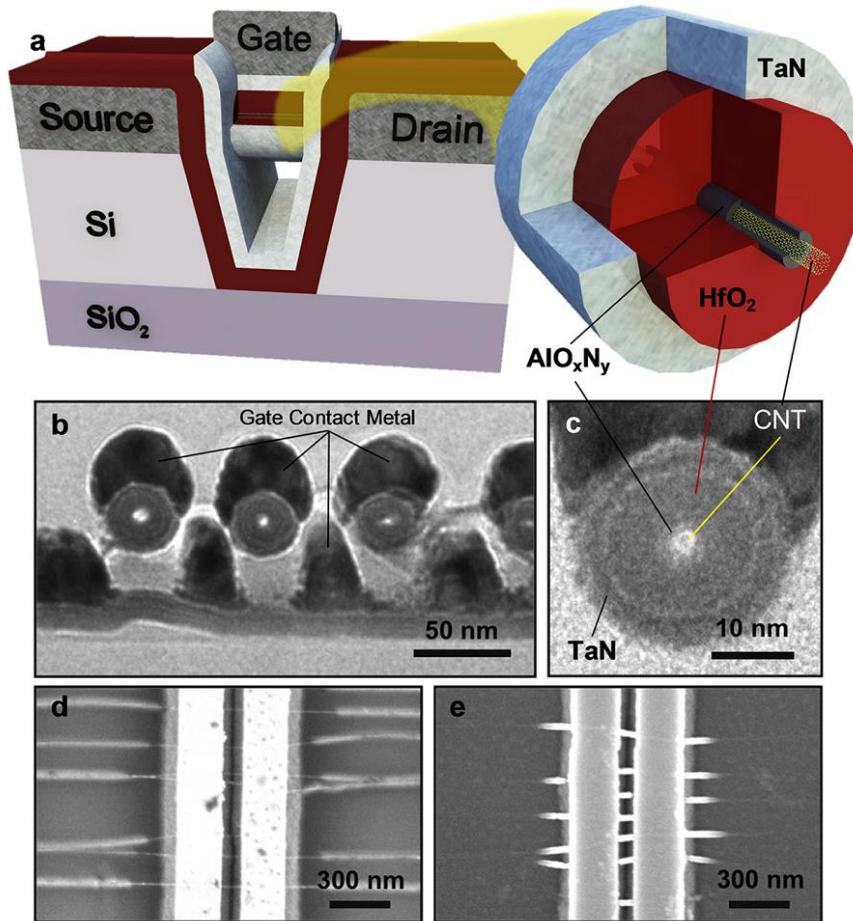 a
Gate
Source
Drain
Si
SiO₂
TaN
HfO₂
AlOₓNᵧ
CNT
b
Gate Contact Metal
50 nm
c
TaN
10 nm
d
300 nm
e
300 nm